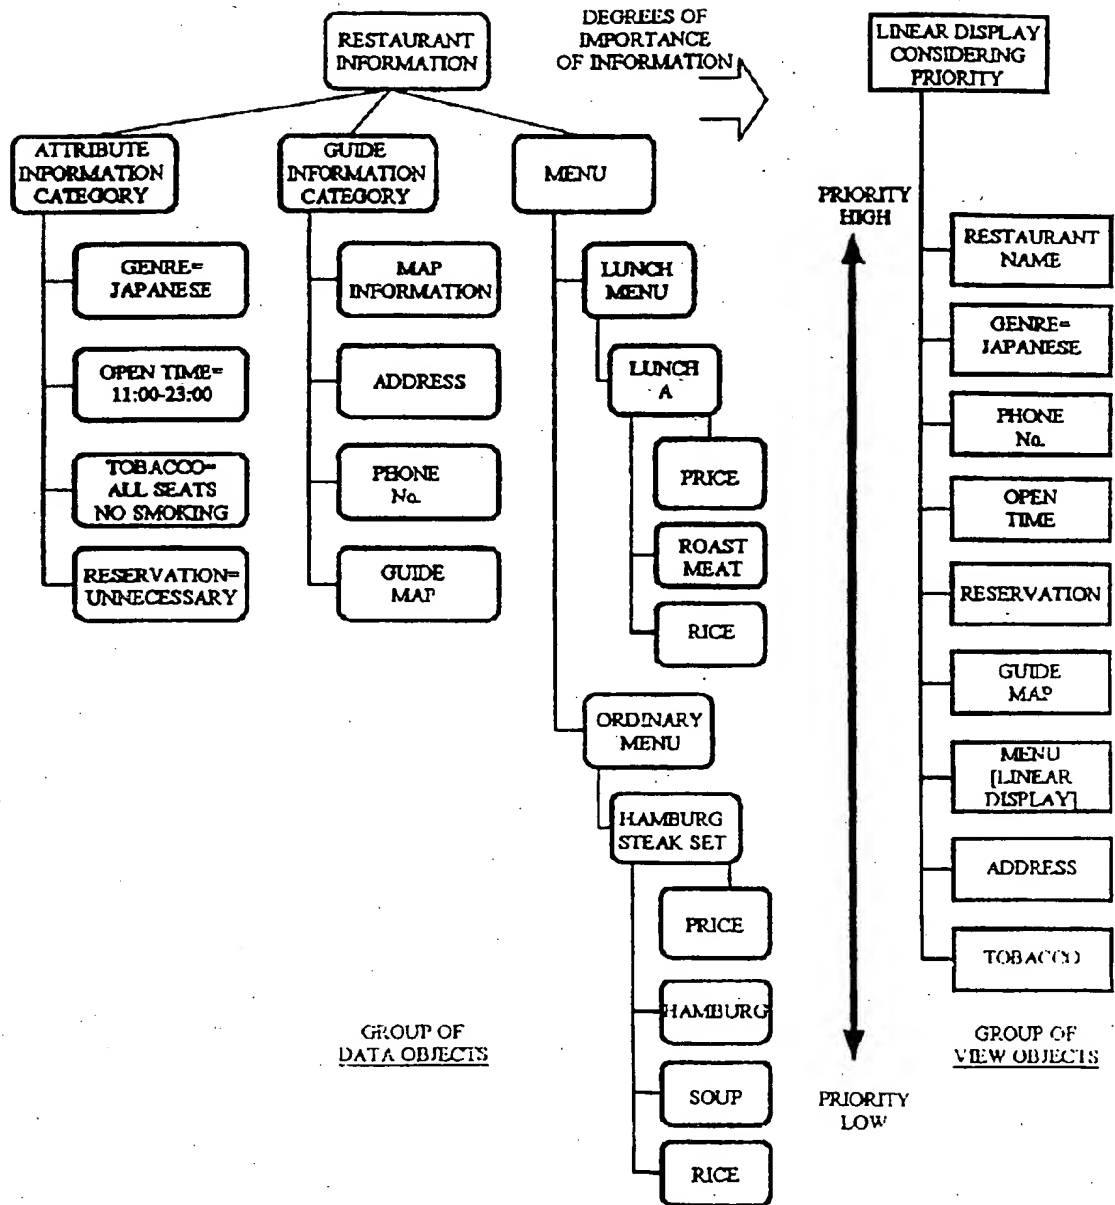 RESTAURANT
INFORMATION
DEGREES OF
IMPORTANCE
OF INFORMATION
LINEAR DISPLAY
CONSIDERING
PRIORITY
ATTRIBUTE
INFORMATION
CATEGORY
GUIDE
INFORMATION
CATEGORY
MENU
GENRE=
JAPANESE
OPEN TIME=
11:00-23:00
TOBACCO=
ALL SEATS
NO SMOKING
RESERVATION=
UNNECESSARY
MAP
INFORMATION
ADDRESS
PHONE
No.
GUIDE
MAP
LUNCH
MENU
LUNCH
A
PRICE
ROAST
MEAT
RICE
ORDINARY
MENU
HAMBURG
STEAK SET
PRICE
HAMBURG
SOUP
RICE
GROUP OF
DATA OBJECTS
PRIORITY
HIGH
PRIORITY
LOW
RESTAURANT
NAME
GENRE=
JAPANESE
PHONE
No.
OPEN
TIME
RESERVATION
GUIDE
MAP
MENU
[LINEAR
DISPLAY]
ADDRESS
TOBACCO
GROUP OF
VIEW OBJECTS